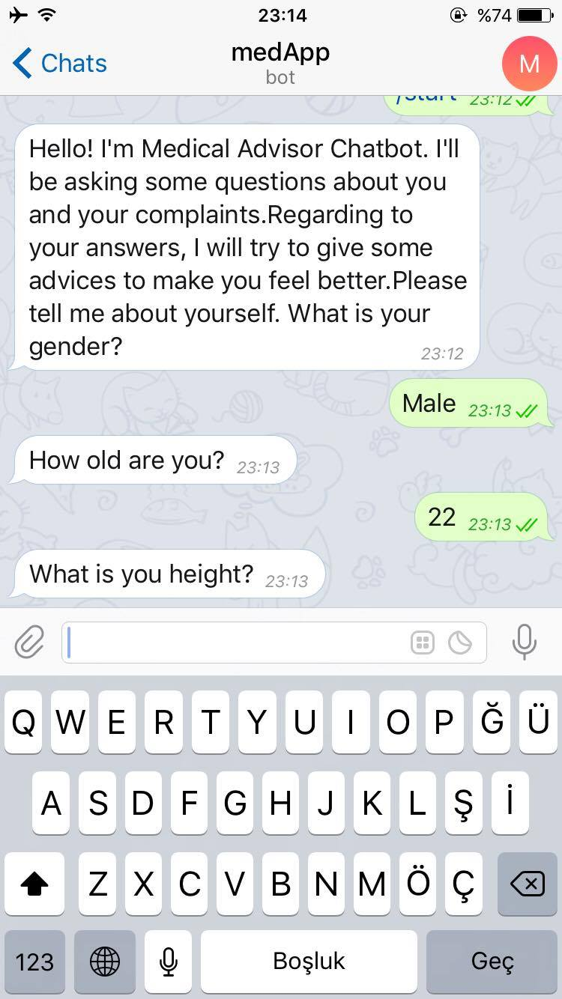 23:14
%74
Chats
medApp
bot
M
/start 23:12
Hello! I'm Medical Advisor Chatbot. I'll
be asking some questions about you
and your complaints.Regarding to
your answers, I will try to give some
advices to make you feel better.Please
tell me about yourself. What is your
gender?
23:12
Male 23:13
How old are you? 23:13
22 23:13
What is you height? 23:13
Q W E R T Y U I O P Ğ Ü
A S D F G H J K L Ş İ
Z X C V B N M Ö Ç
123 Boşluk Geç